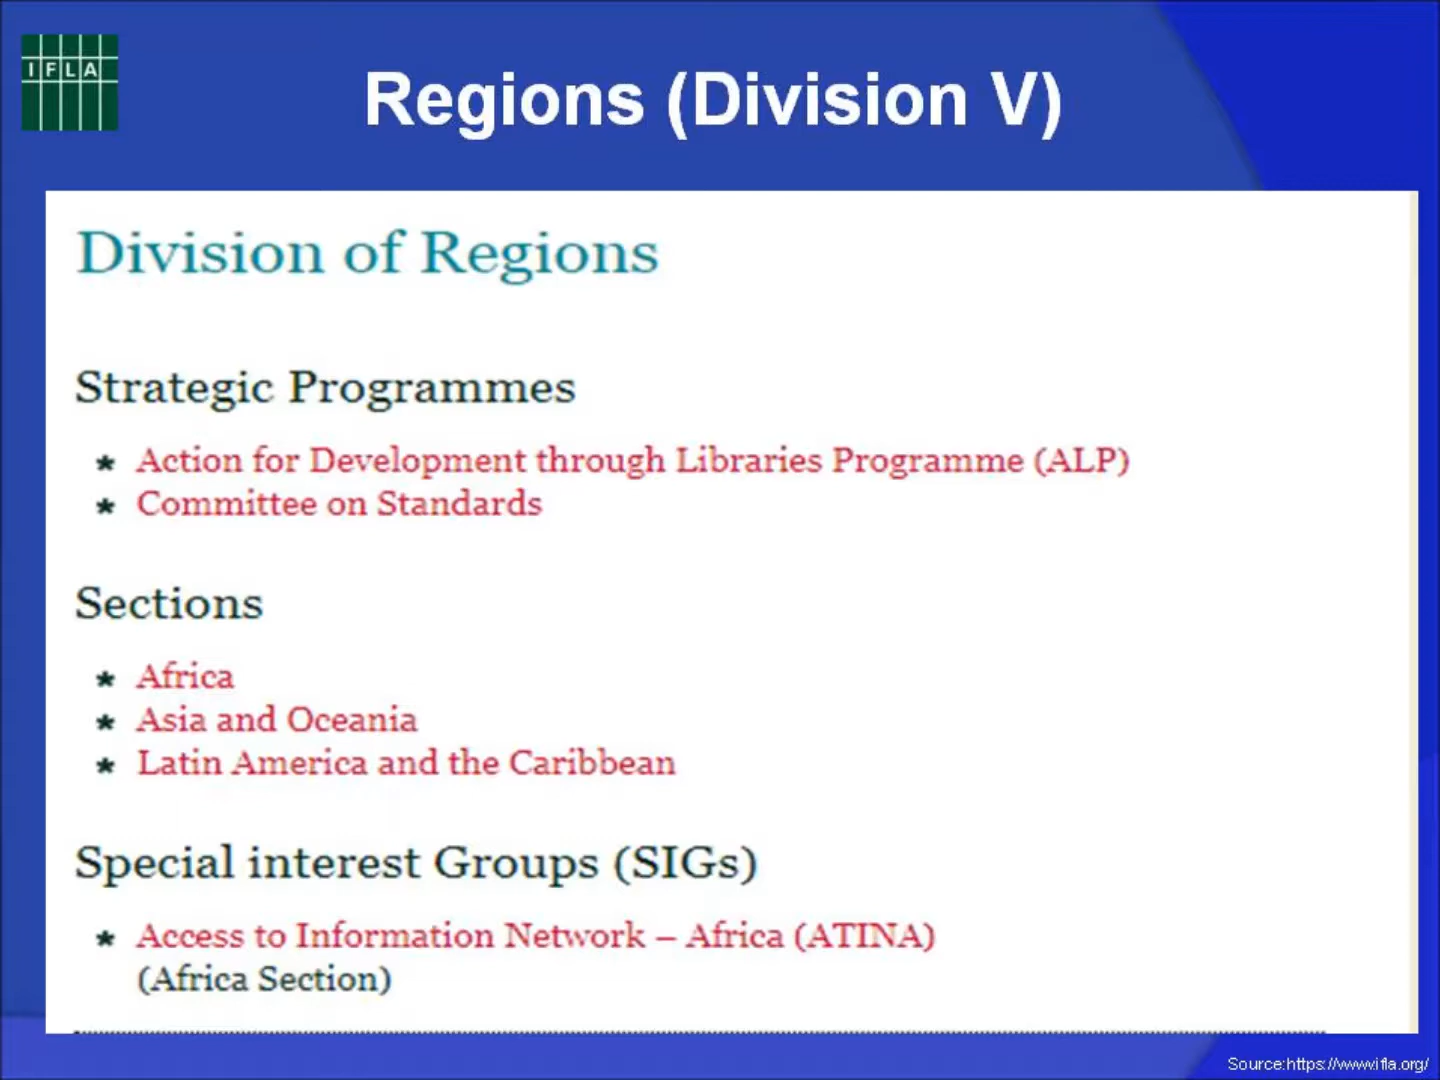 IFLA
Regions (Division V)
Division of Regions
Strategic Programmes
* Action for Development through Libraries Programme (ALP)
* Committee on Standards
Sections
* Africa
* Asia and Oceania
* Latin America and the Caribbean
Special interest Groups (SIGs)
* Access to Information Network – Africa (ATINA)
(Africa Section)
Source:https://www.ifla.org/